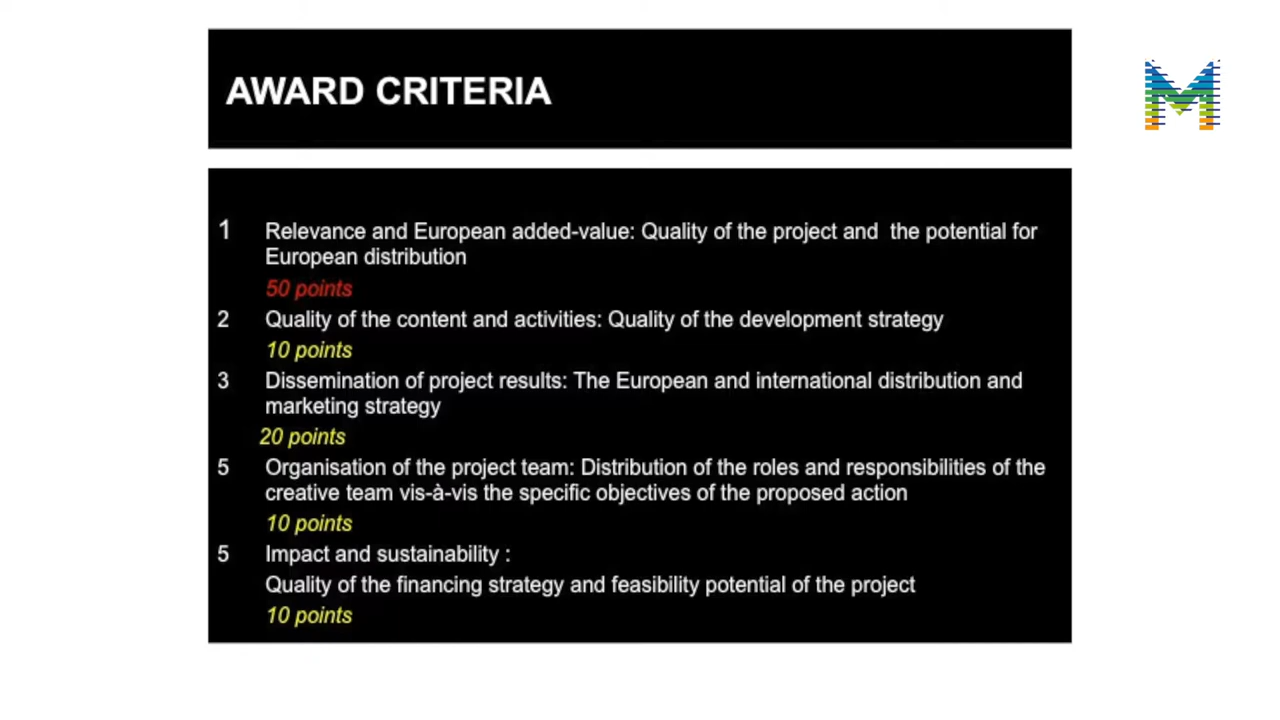 AWARD CRITERIA
1 Relevance and European added-value: Quality of the project and the potential for
European distribution
50 points
2 Quality of the content and activities: Quality of the development strategy
10 points
3 Dissemination of project results: The European and international distribution and
marketing strategy
20 points
5 Organisation of the project team: Distribution of the roles and responsibilities of the
creative team vis-à-vis the specific objectives of the proposed action
10 points
5 Impact and sustainability :
Quality of the financing strategy and feasibility potential of the project
10 points